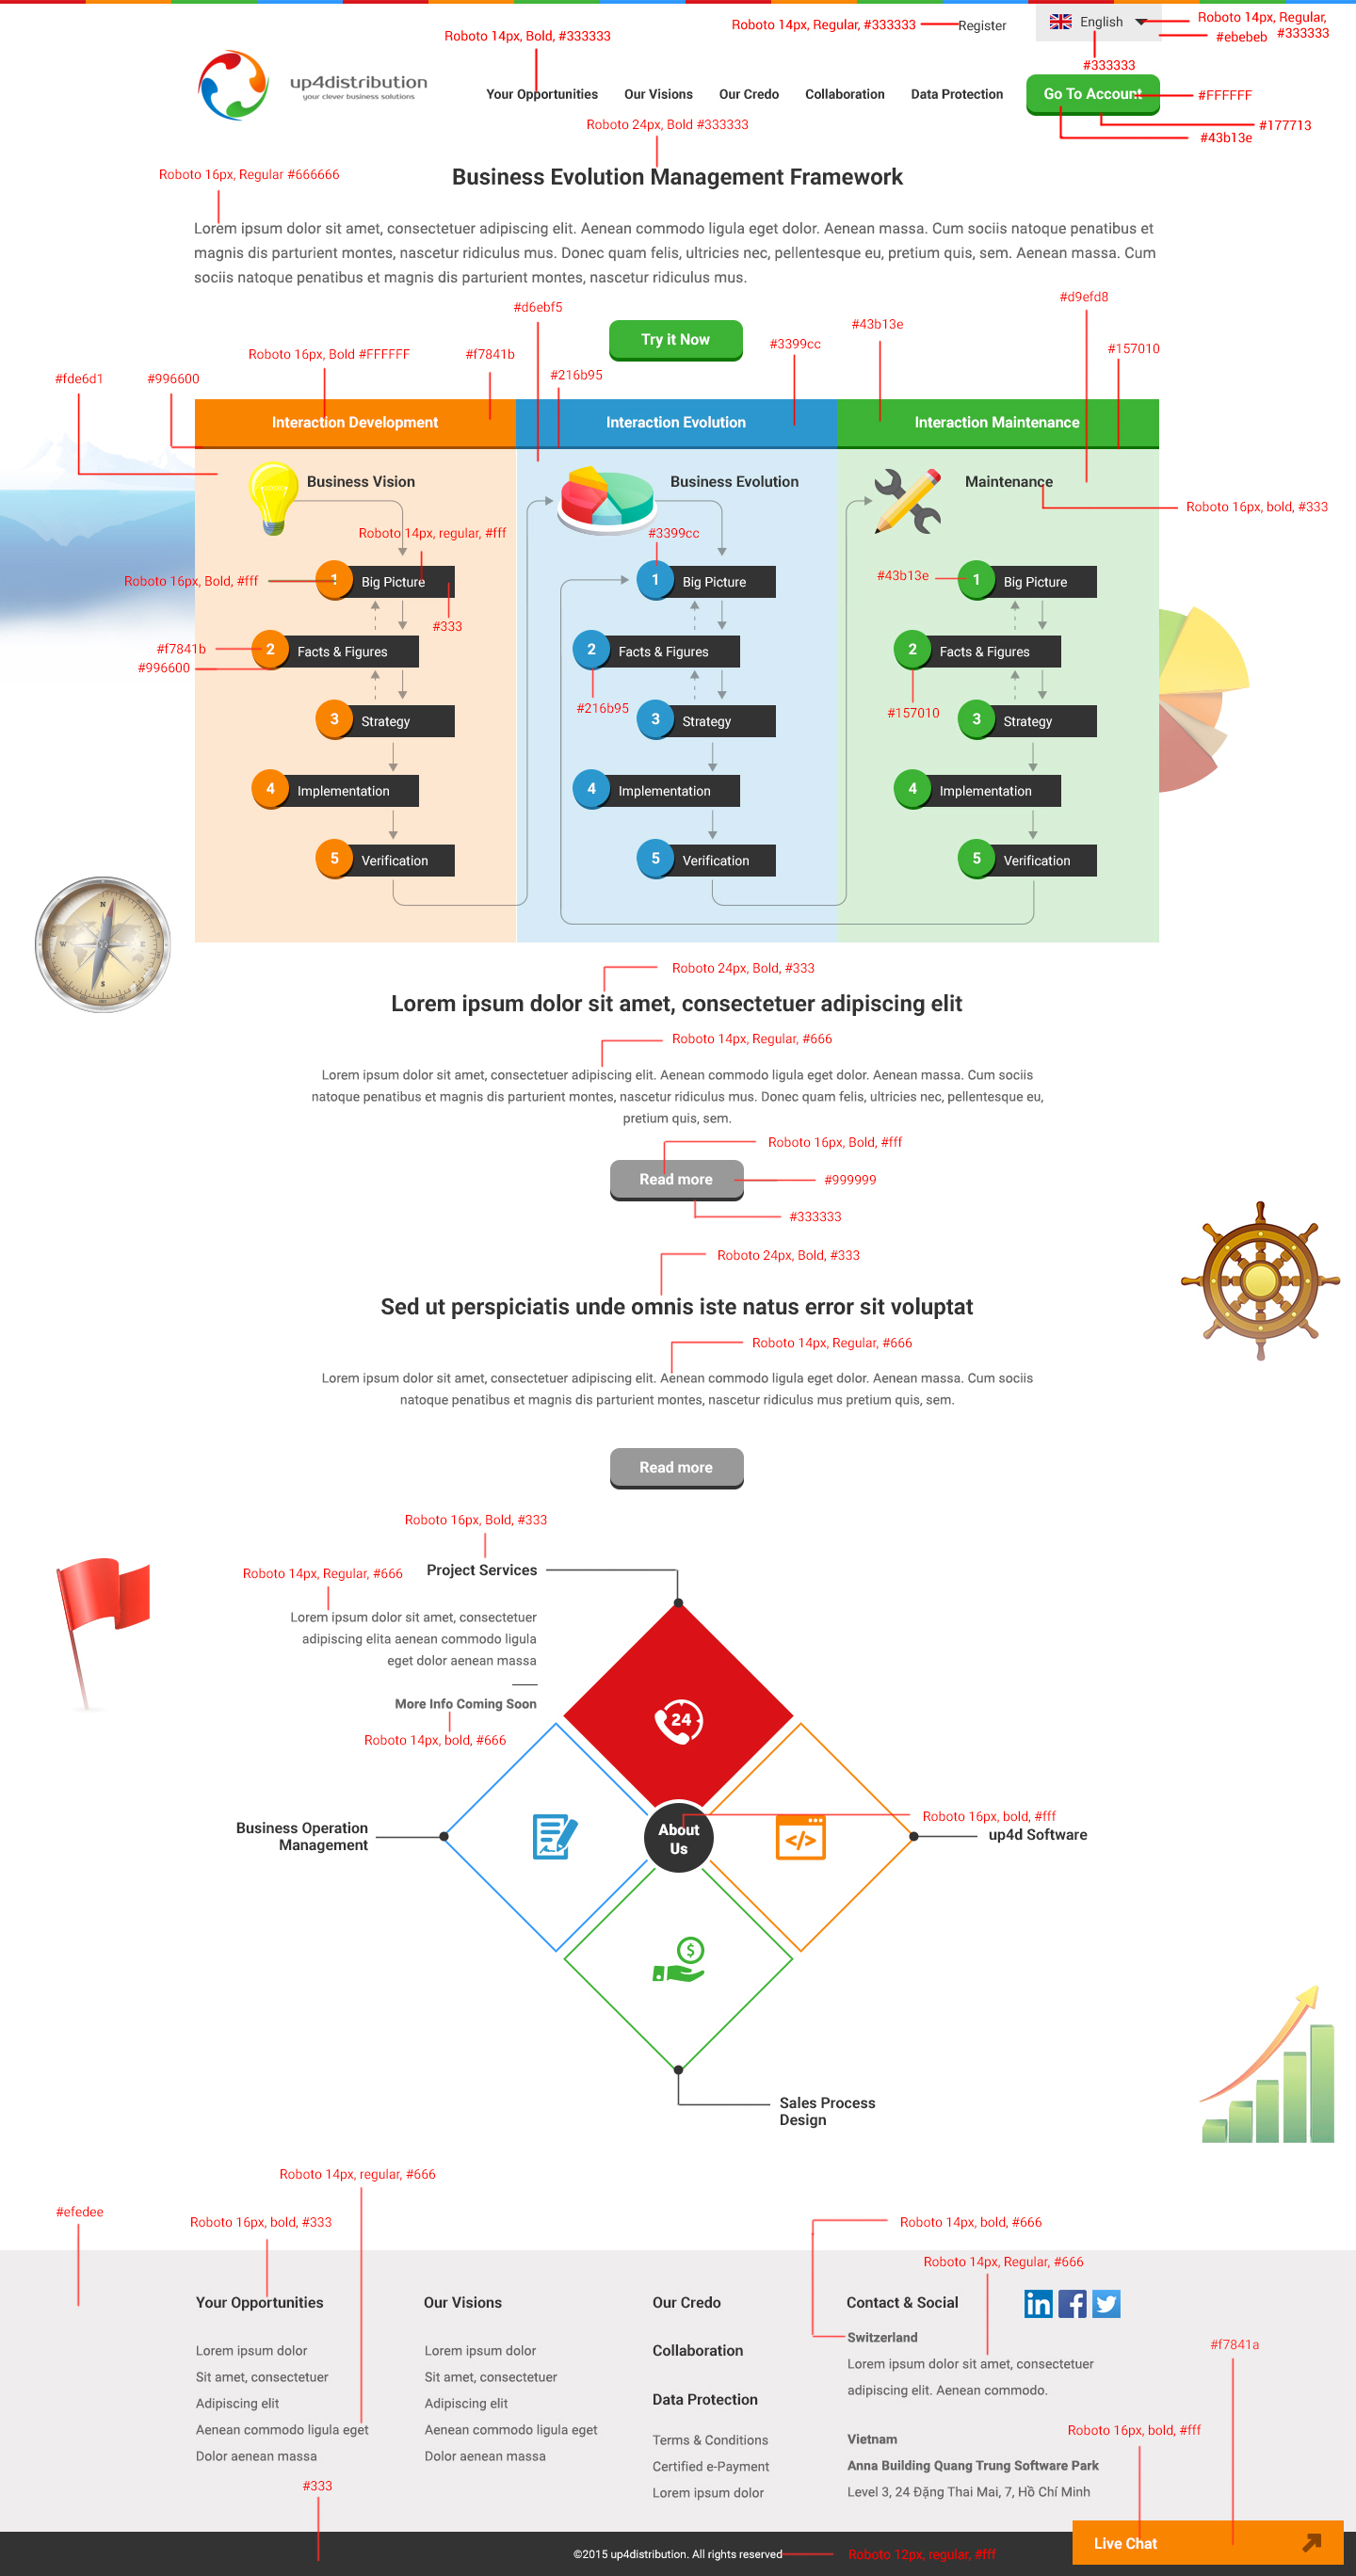 Roboto 14px, Bold, #333333
Roboto 14px, Regular, #333333
Register
English
Roboto 14px, Regular,
#ebebeb #333333
#333333
up4distribution
your clever business solutions
Your Opportunities
Our Visions
Our Credo
Collaboration
Data Protection
Go To Account
#FFFFFF
#177713
#43b13e
Roboto 24px, Bold #333333
Roboto 16px, Regular #666666
Business Evolution Management Framework
Lorem ipsum dolor sit amet, consectetuer adipiscing elit. Aenean commodo ligula eget dolor. Aenean massa. Cum sociis natoque penatibus et
magnis dis parturient montes, nascetur ridiculus mus. Donec quam felis, ultricies nec, pellentesque eu, pretium quis, sem. Aenean massa. Cum
sociis natoque penatibus et magnis dis parturient montes, nascetur ridiculus mus.
#d6ebf5
#d9efd8
#43b13e
Try it Now
#3399cc
#157010
Roboto 16px, Bold #FFFFFF
#f7841b
#216b95
#fde6d1
#996600
Interaction Development
Interaction Evolution
Interaction Maintenance
Business Vision
Business Evolution
Maintenance
Roboto 16px, bold, #333
Roboto 14px, regular, #fff
#3399cc
Roboto 16px, Bold, #fff
#43b13e
1 Big Picture
1 Big Picture
1 Big Picture
#333
#f7841b
#996600
2 Facts & Figures
2 Facts & Figures
2 Facts & Figures
#216b95
#157010
3 Strategy
3 Strategy
3 Strategy
4 Implementation
4 Implementation
4 Implementation
5 Verification
5 Verification
5 Verification
N
W
E
S
Roboto 24px, Bold, #333
Lorem ipsum dolor sit amet, consectetuer adipiscing elit
Roboto 14px, Regular, #666
Lorem ipsum dolor sit amet, consectetuer adipiscing elit. Aenean commodo ligula eget dolor. Aenean massa. Cum sociis
natoque penatibus et magnis dis parturient montes, nascetur ridiculus mus. Donec quam felis, ultricies nec, pellentesque eu,
pretium quis, sem.
Roboto 16px, Bold, #fff
Read more
#999999
#333333
Roboto 24px, Bold, #333
Sed ut perspiciatis unde omnis iste natus error sit voluptat
Roboto 14px, Regular, #666
Lorem ipsum dolor sit amet, consectetuer adipiscing elit. Aenean commodo ligula eget dolor. Aenean massa. Cum sociis
natoque penatibus et magnis dis parturient montes, nascetur ridiculus mus pretium quis, sem.
Read more
Roboto 16px, Bold, #333
Project Services
Roboto 14px, Regular, #666
Lorem ipsum dolor sit amet, consectetuer
adipiscing elita aenean commodo ligula
eget dolor aenean massa
More Info Coming Soon
Roboto 14px, bold, #666
24
Business Operation
Management
About
Us
</>
Roboto 16px, bold, #fff
up4d Software
$
Sales Process
Design
Roboto 14px, regular, #666
#efedee
Roboto 16px, bold, #333
Roboto 14px, bold, #666
Roboto 14px, Regular, #666
Your Opportunities
Lorem ipsum dolor
Sit amet, consectetuer
Adipiscing elit
Aenean commodo ligula eget
Dolor aenean massa
#333
Our Visions
Lorem ipsum dolor
Sit amet, consectetuer
Adipiscing elit
Aenean commodo ligula eget
Dolor aenean massa
Our Credo
Collaboration
Data Protection
Terms & Conditions
Certified e-Payment
Lorem ipsum dolor
Contact & Social
in f
Switzerland
Lorem ipsum dolor sit amet, consectetuer
adipiscing elit. Aenean commodo.
#f7841a
Roboto 16px, bold, #fff
Vietnam
Anna Building Quang Trung Software Park
Level 3, 24 Đặng Thai Mai, 7, Hồ Chí Minh
Live Chat
©2015 up4distribution. All rights reserved
Roboto 12px, regular, #fff